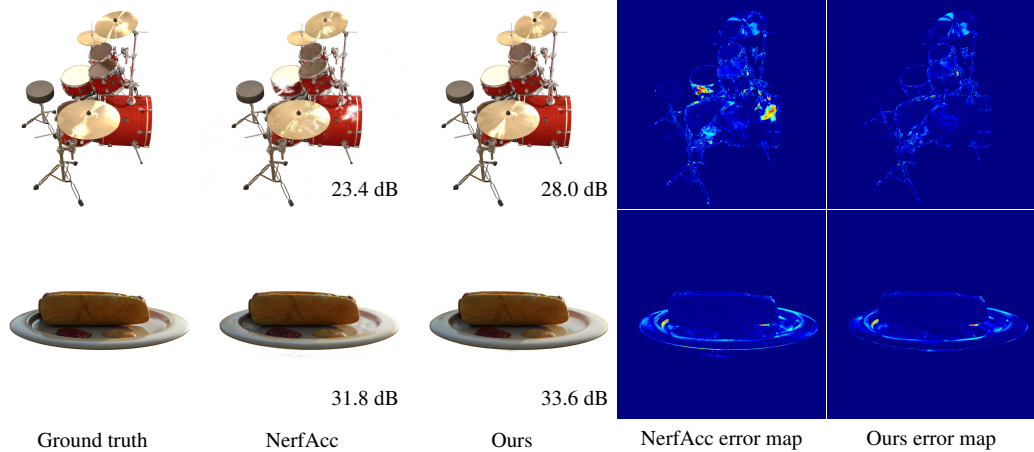 23.4 dB
28.0 dB
31.8 dB
33.6 dB
Ground truth
NerfAcc
Ours
NerfAcc error map
Ours error map